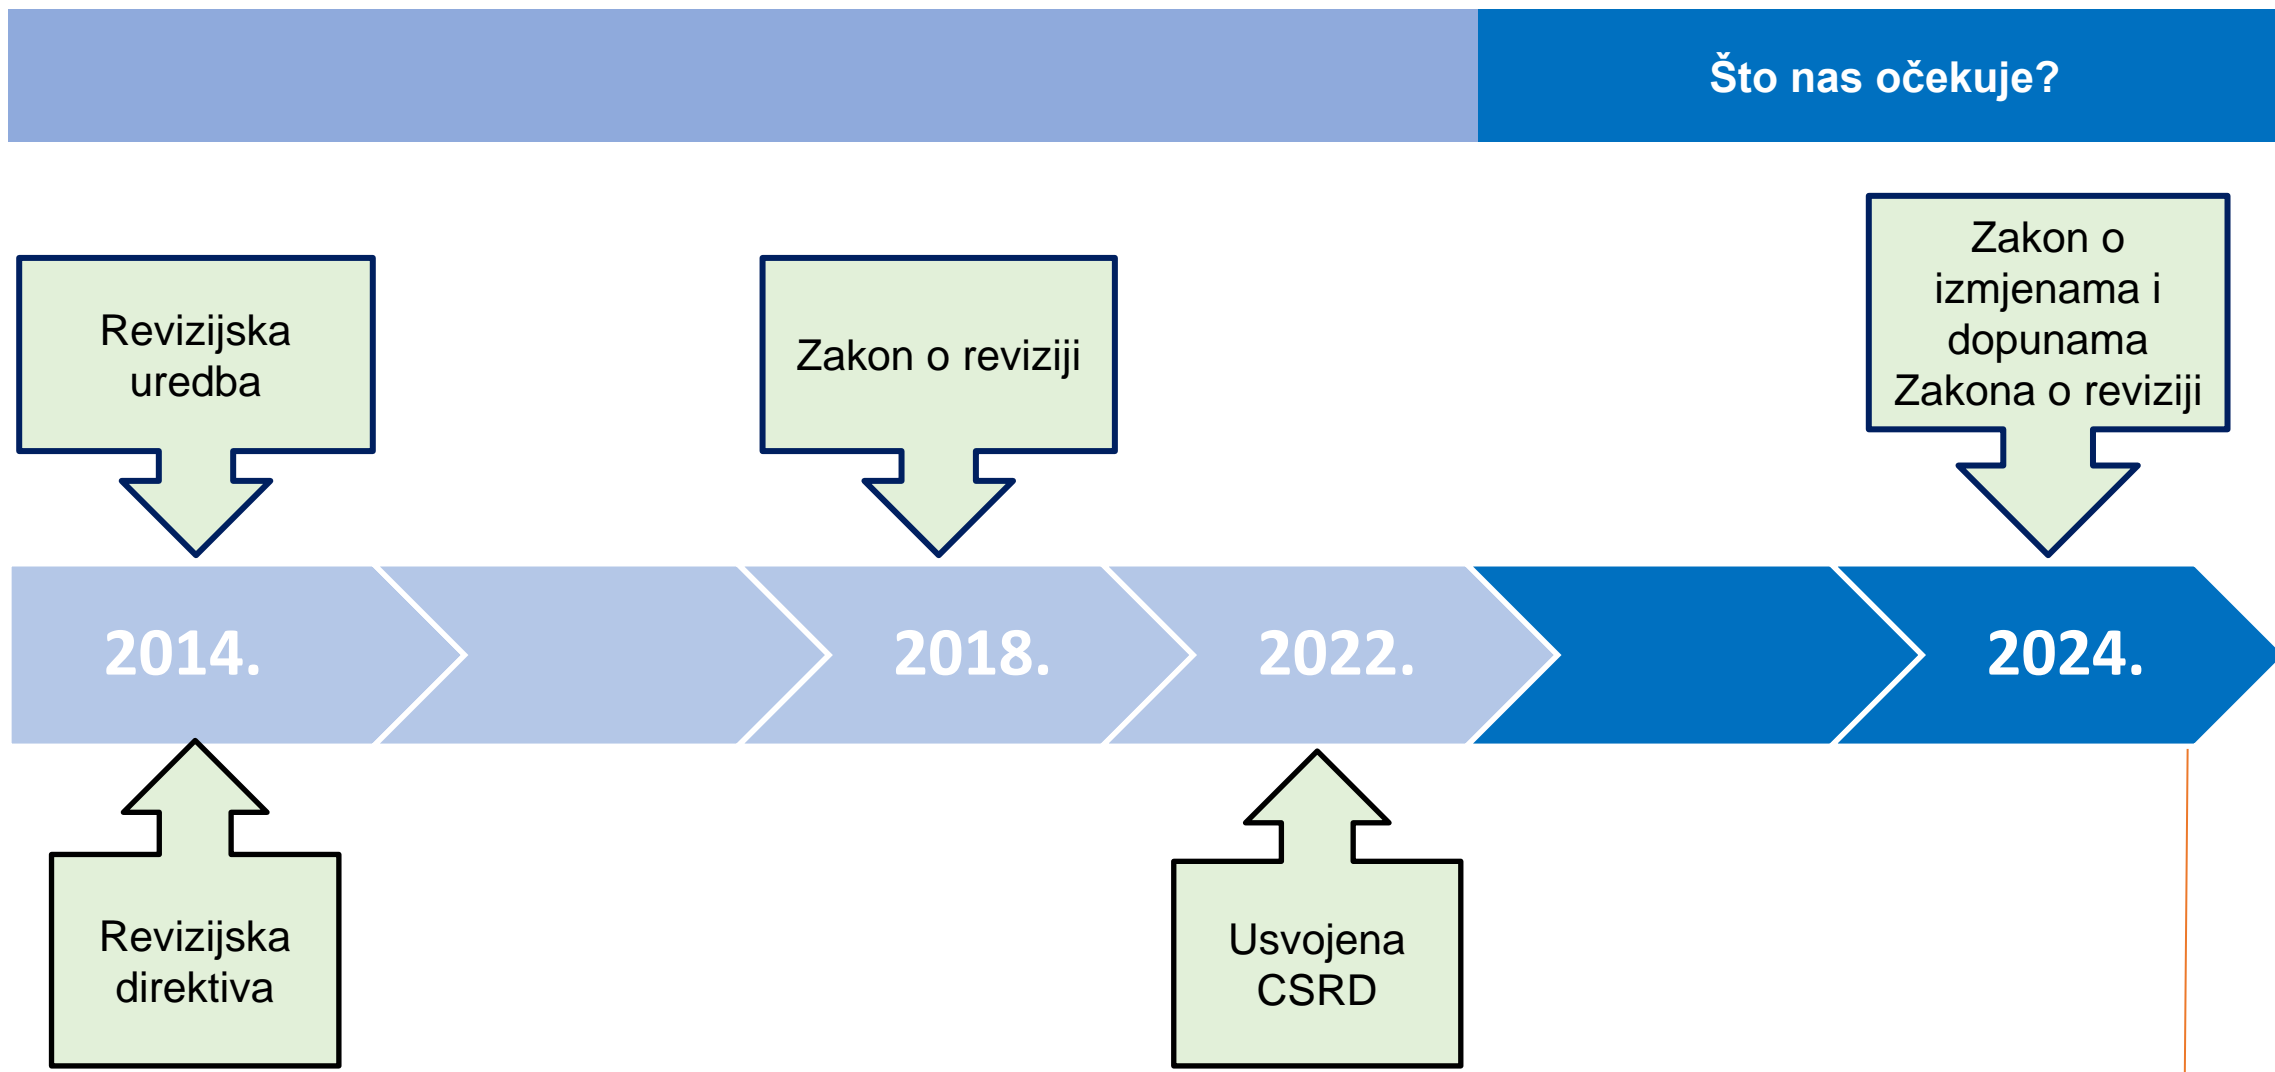 Što nas očekuje?
Revizijska
uredba
Zakon o reviziji
Zakon o
izmjenama i
dopunama
Zakona o reviziji
2014.
2018.
2022.
2024.
Revizijska
direktiva
Usvojena
CSRD